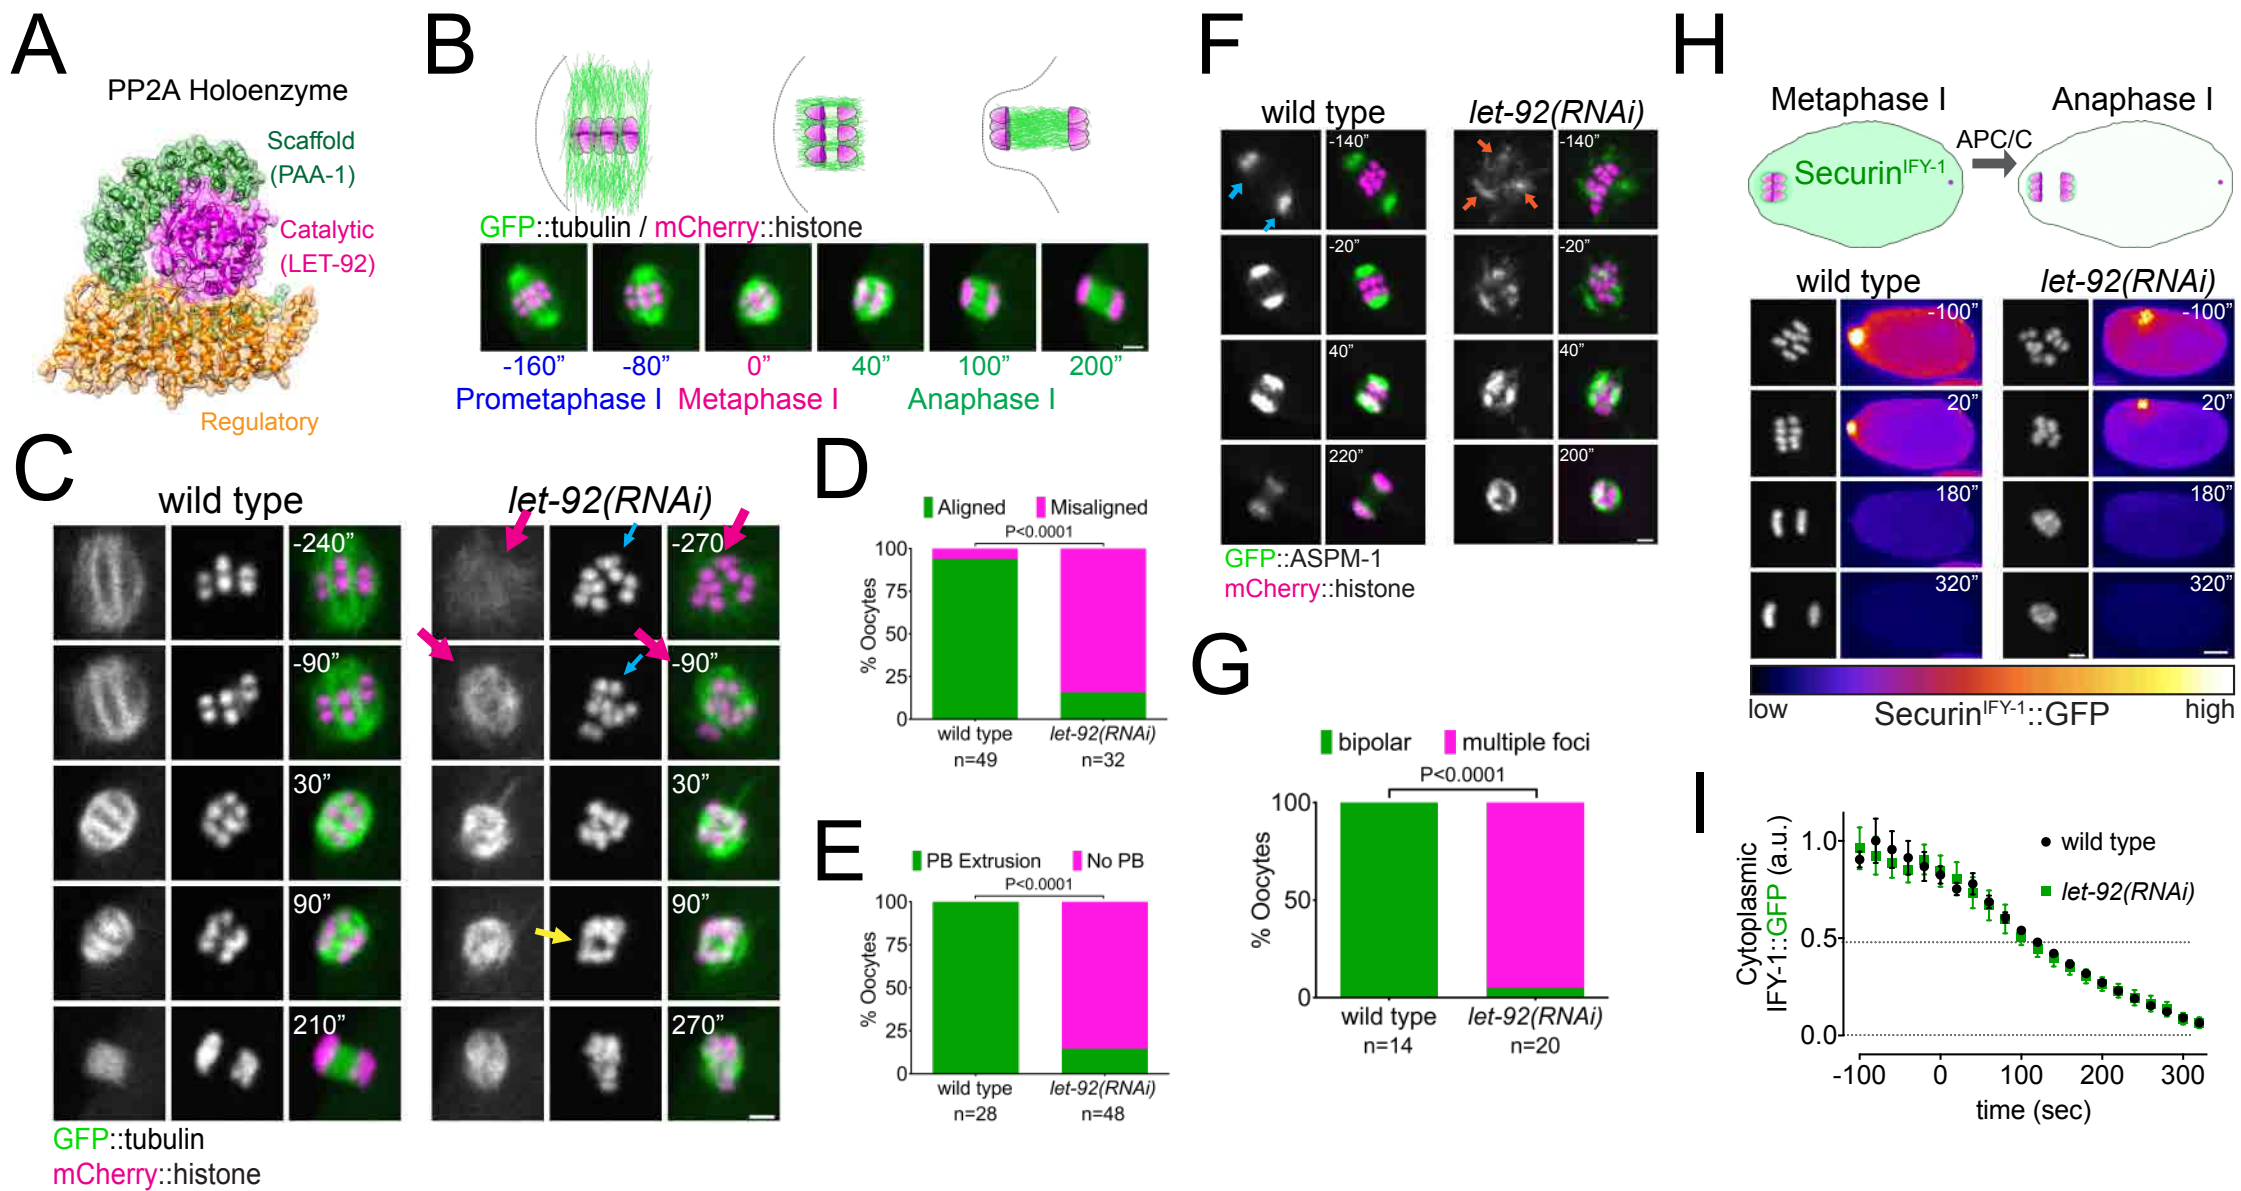 A
PP2A Holoenzyme
Scaffold
(PAA-1)
Catalytic
(LET-92)
Regulatory
B
GFP::tubulin / mCherry::histone
-160” -80” 0” 40” 100” 200”
Prometaphase I Metaphase I Anaphase I
C
wild type let-92(RNAi)
-240” -270”
-90” -90”
30” 30”
90” 90”
210” 270”
GFP::tubulin
mCherry::histone
D
Aligned Misaligned
P<0.0001
% Oocytes
100
75
50
25
0
wild type let-92(RNAi)
n=49 n=32
E
PB Extrusion No PB
P<0.0001
% Oocytes
100
75
50
25
0
wild type let-92(RNAi)
n=28 n=48
F
wild type let-92(RNAi)
-140” -140”
-20” -20”
40” 40”
220” 200”
GFP::ASPM-1
mCherry::histone
G
bipolar multiple foci
P<0.0001
% Oocytes
100
50
0
wild type let-92(RNAi)
n=14 n=20
H
Metaphase I Anaphase I
APC/C
Securin^IFY-1
wild type let-92(RNAi)
-100” -100”
20” 20”
180” 180”
320” 320”
low Securin^IFY-1::GFP high
I
Cytoplasmic
IFY-1::GFP (a.u.)
1.0
0.5
0.0
wild type
let-92(RNAi)
-100 0 100 200 300
time (sec)